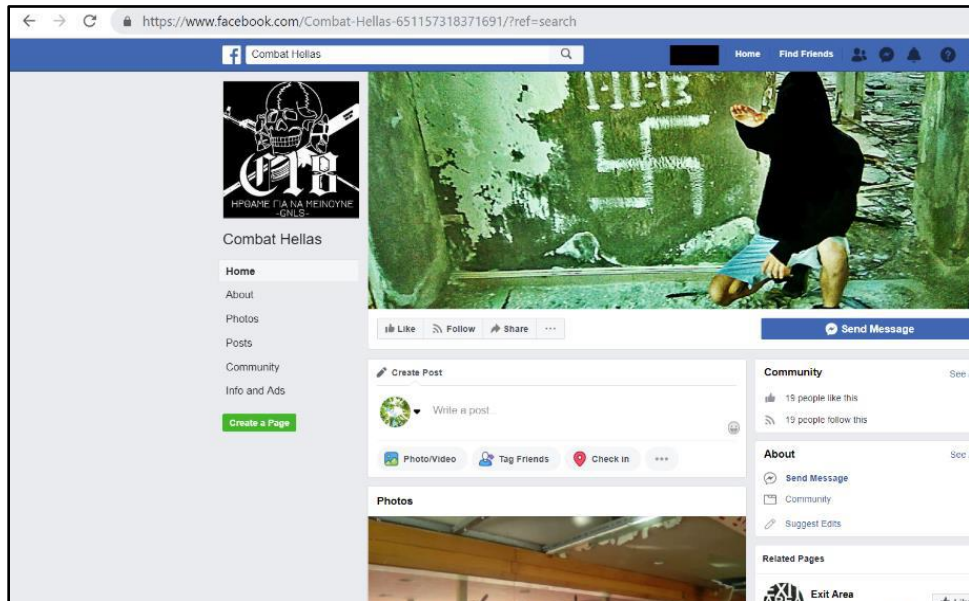 https://www.facebook.com/Combat-Hellas-651157318371691/?ref=search
Combat Hellas
Home
Find Friends
C18
ΗΡΘΑΜΕ ΓΙΑ ΝΑ ΜΕΙΝΟΥΝΕ
-GNLS-
Combat Hellas
Home
About
Photos
Posts
Community
Info and Ads
Create a Page
Like
Follow
Share
Send Message
Create Post
Write a post...
Photo/Video
Tag Friends
Check in
Photos
Community
See
19 people like this
19 people follow this
About
See
Send Message
Community
Suggest Edits
Related Pages
Exit Area